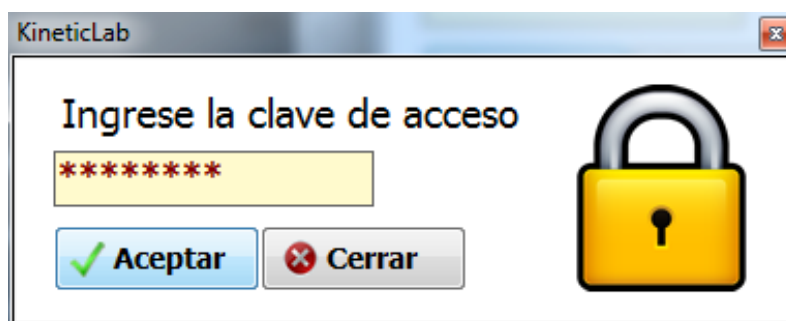 KineticLab
Ingrese la clave de acceso
********
Aceptar
Cerrar